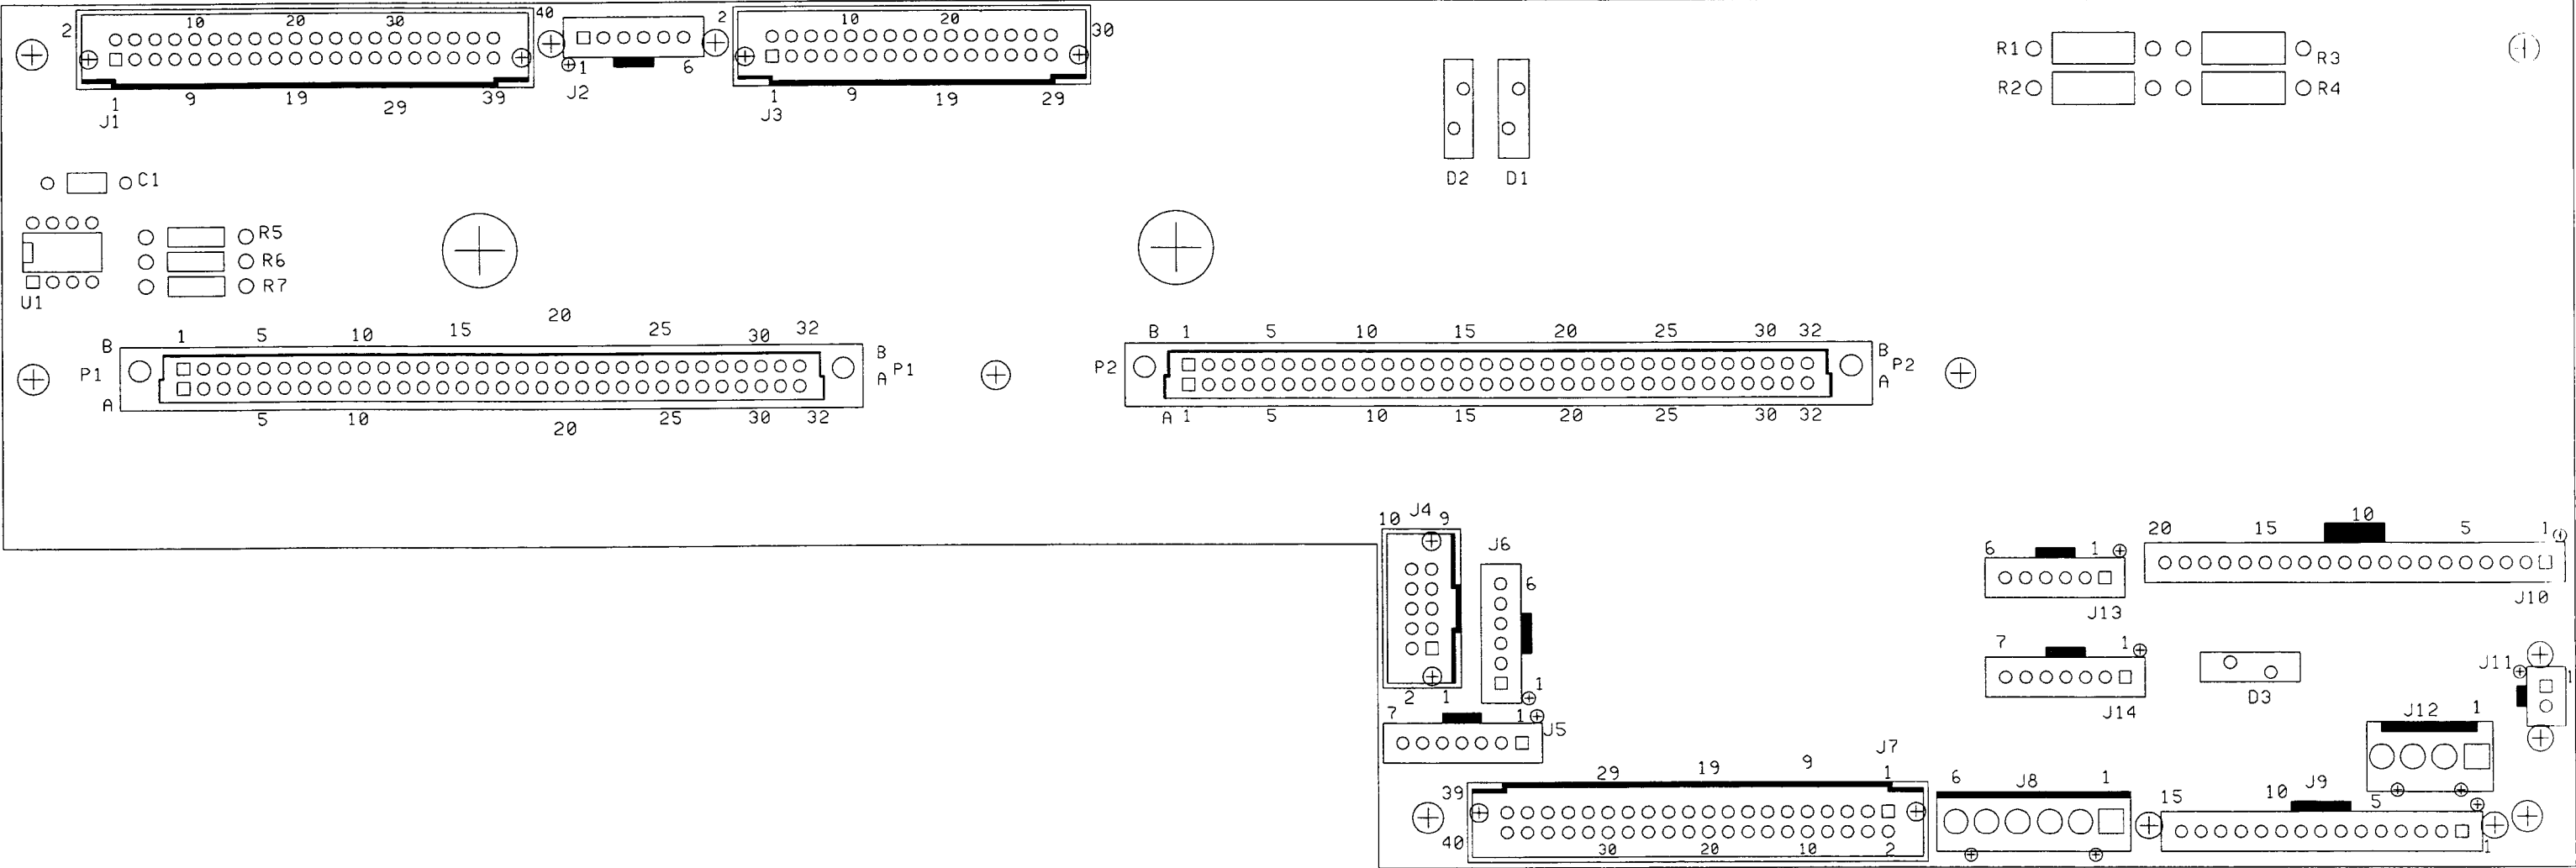 2 10 20 30 40
1 9 19 29 39
J1
2
1 6
J2
10 20 30
1 9 19 29
J3
R1 R3
R2 R4
D2 D1
C1
R5
R6
R7
U1
B 1 5 10 15 20 25 30 32 B
P1 P1
A 5 10 20 25 30 32 A
B 1 5 10 15 20 25 30 32 B
P2 P2
A 1 5 10 15 20 25 30 32 A
10 J4 9
2 1
J6
6
1
7 1
J5
J7
39 29 19 9 1
40 30 20 10 2
6 1
J13
20 15 10 5 1
J10
7 1
J14
D3
J11
1
J12 1
6 J8 1
J9
15 10 5
1